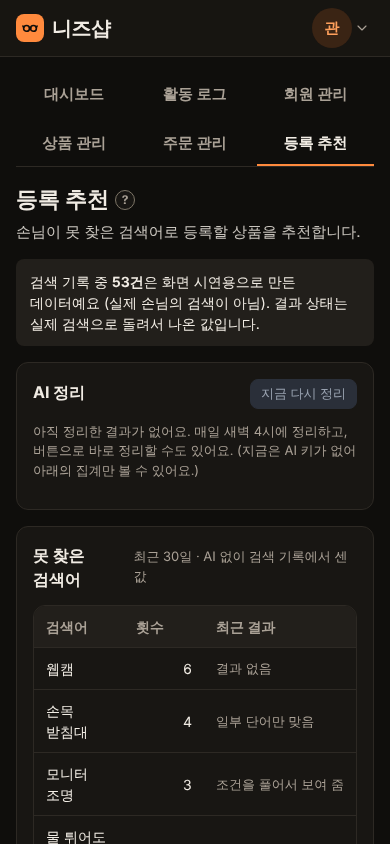 니즈샵
관
대시보드 활동 로그 회원 관리
상품 관리 주문 관리 등록 추천
등록 추천 ?
손님이 못 찾은 검색어로 등록할 상품을 추천합니다.
검색 기록 중 53건은 화면 시연용으로 만든
데이터예요 (실제 손님의 검색이 아님). 결과 상태는
실제 검색으로 돌려서 나온 값입니다.
AI 정리
지금 다시 정리
아직 정리한 결과가 없어요. 매일 새벽 4시에 정리하고,
버튼으로 바로 정리할 수도 있어요. (지금은 AI 키가 없어
아래의 집계만 볼 수 있어요.)
못 찾은
검색어
최근 30일 · AI 없이 검색 기록에서 센
값
검색어 횟수 최근 결과
웹캠 6 결과 없음
손목
받침대 4 일부 단어만 맞음
모니터
조명 3 조건을 풀어서 보여 줌
물 튀어도